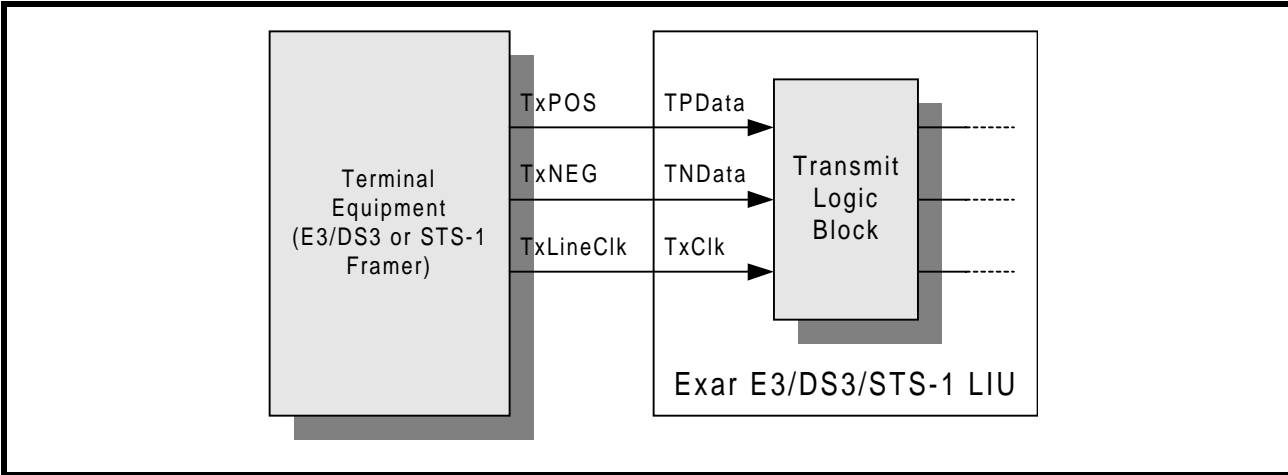 Terminal
Equipment
(E3/DS3 or STS-1
Framer)
TxPOS
TPData
TxNEG
TNData
TxLineClk
TxClk
Transmit
Logic
Block
Exar E3/DS3/STS-1 LIU